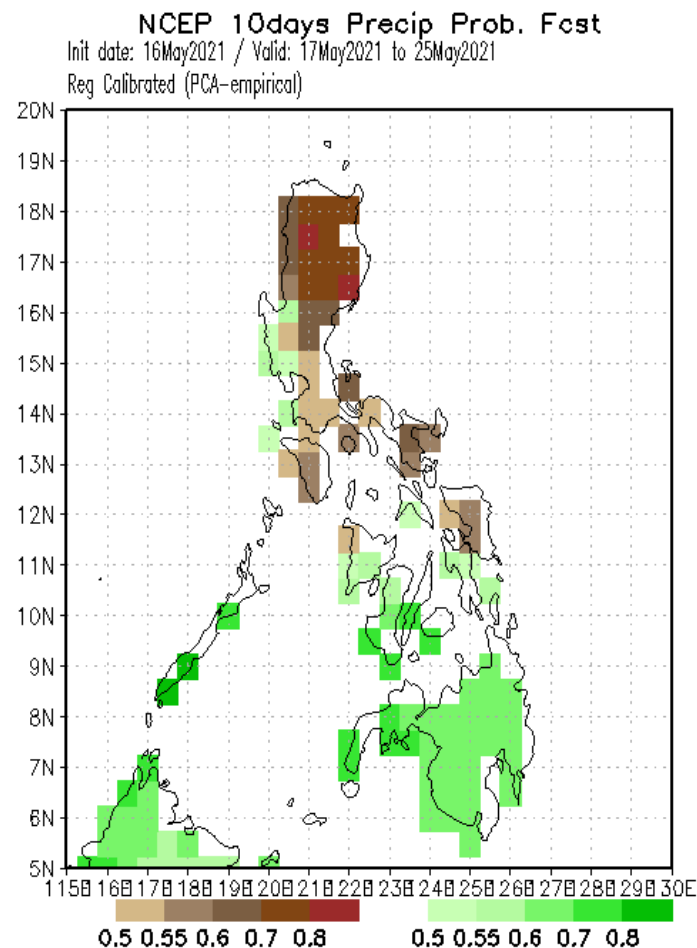 NCEP 10days Precip Prob. Fcst
Init date: 16May2021 / Valid: 17May2021 to 25May2021
Reg Calibrated (PCA-empirical)
20N
19N
18N
17N
16N
15N
14N
13N
12N
11N
10N
9N
8N
7N
6N
5N
115E 116E 117E 118E 119E 120E 121E 122E 123E 124E 125E 126E 127E 128E 129E 130E
0.5 0.55 0.6 0.7 0.8 0.5 0.55 0.6 0.7 0.8